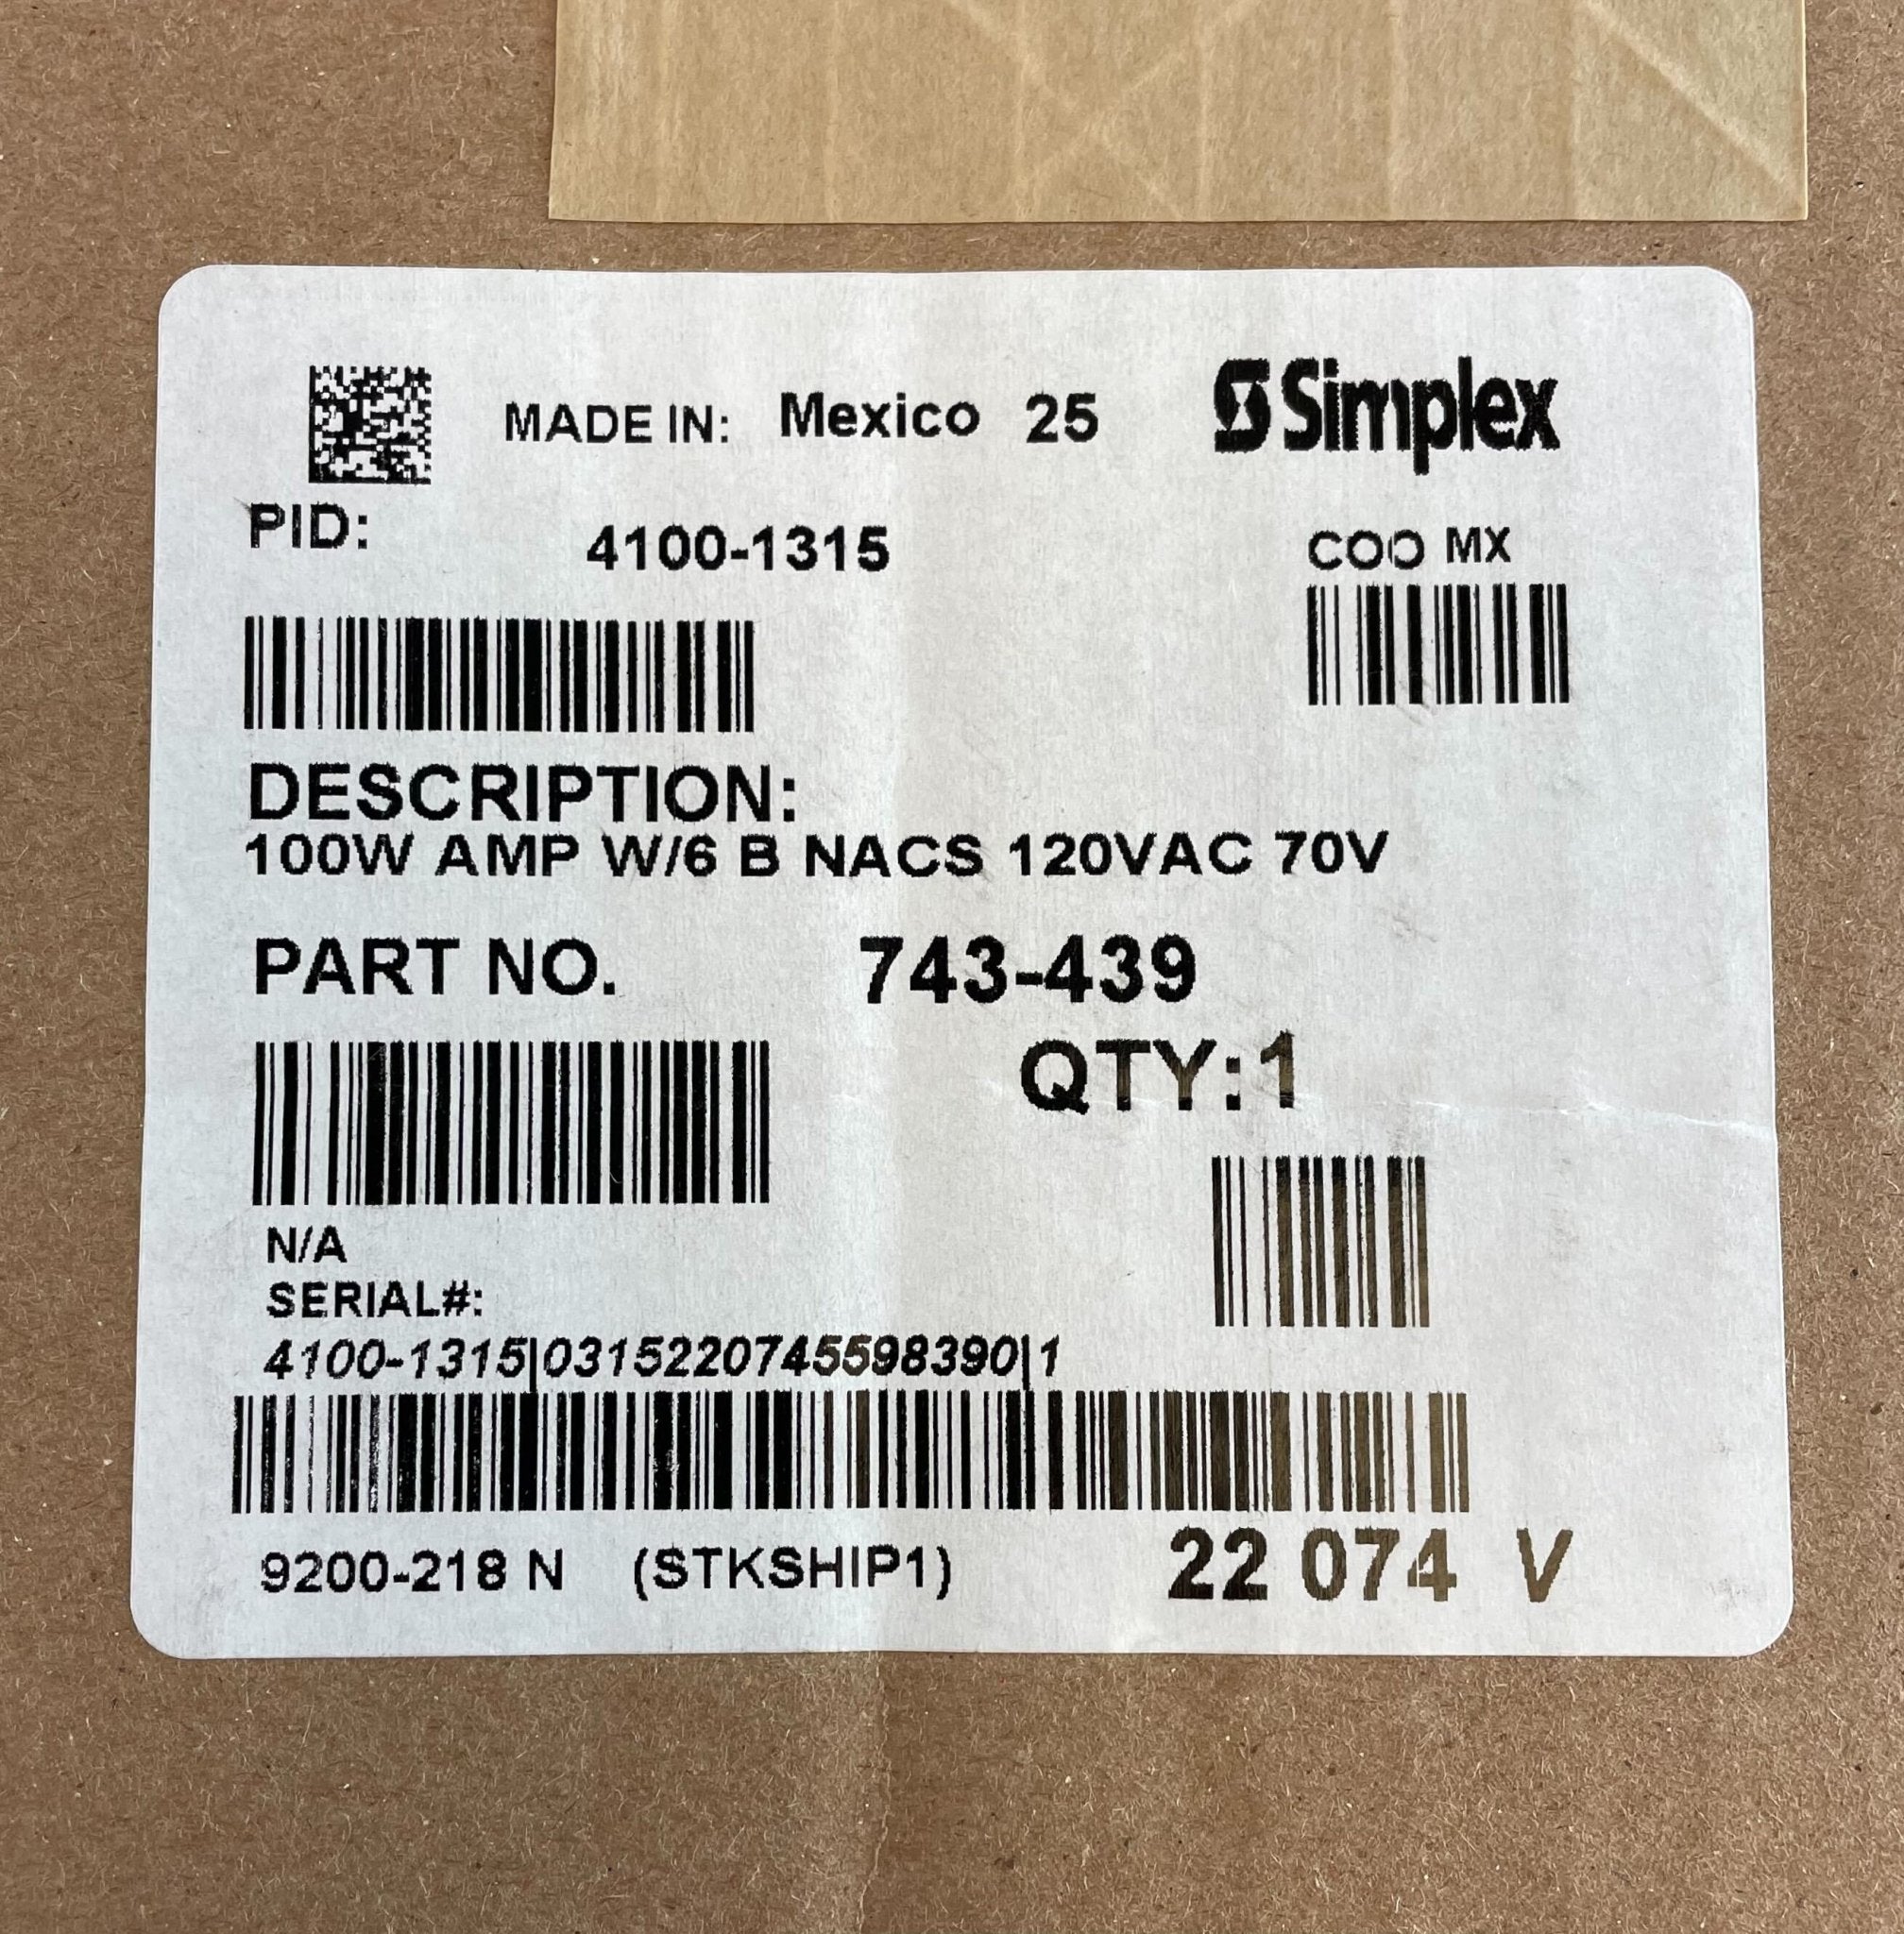 MADE IN: Mexico 25
Simplex
PID: 4100-1315
COO MX
DESCRIPTION:
100W AMP W/6 B NACS 120VAC 70V
PART NO. 743-439
QTY:1
N/A
SERIAL#:
4100-1315|0315220745598390|1
9200-218 N (STKSHIP1) 22 074 V